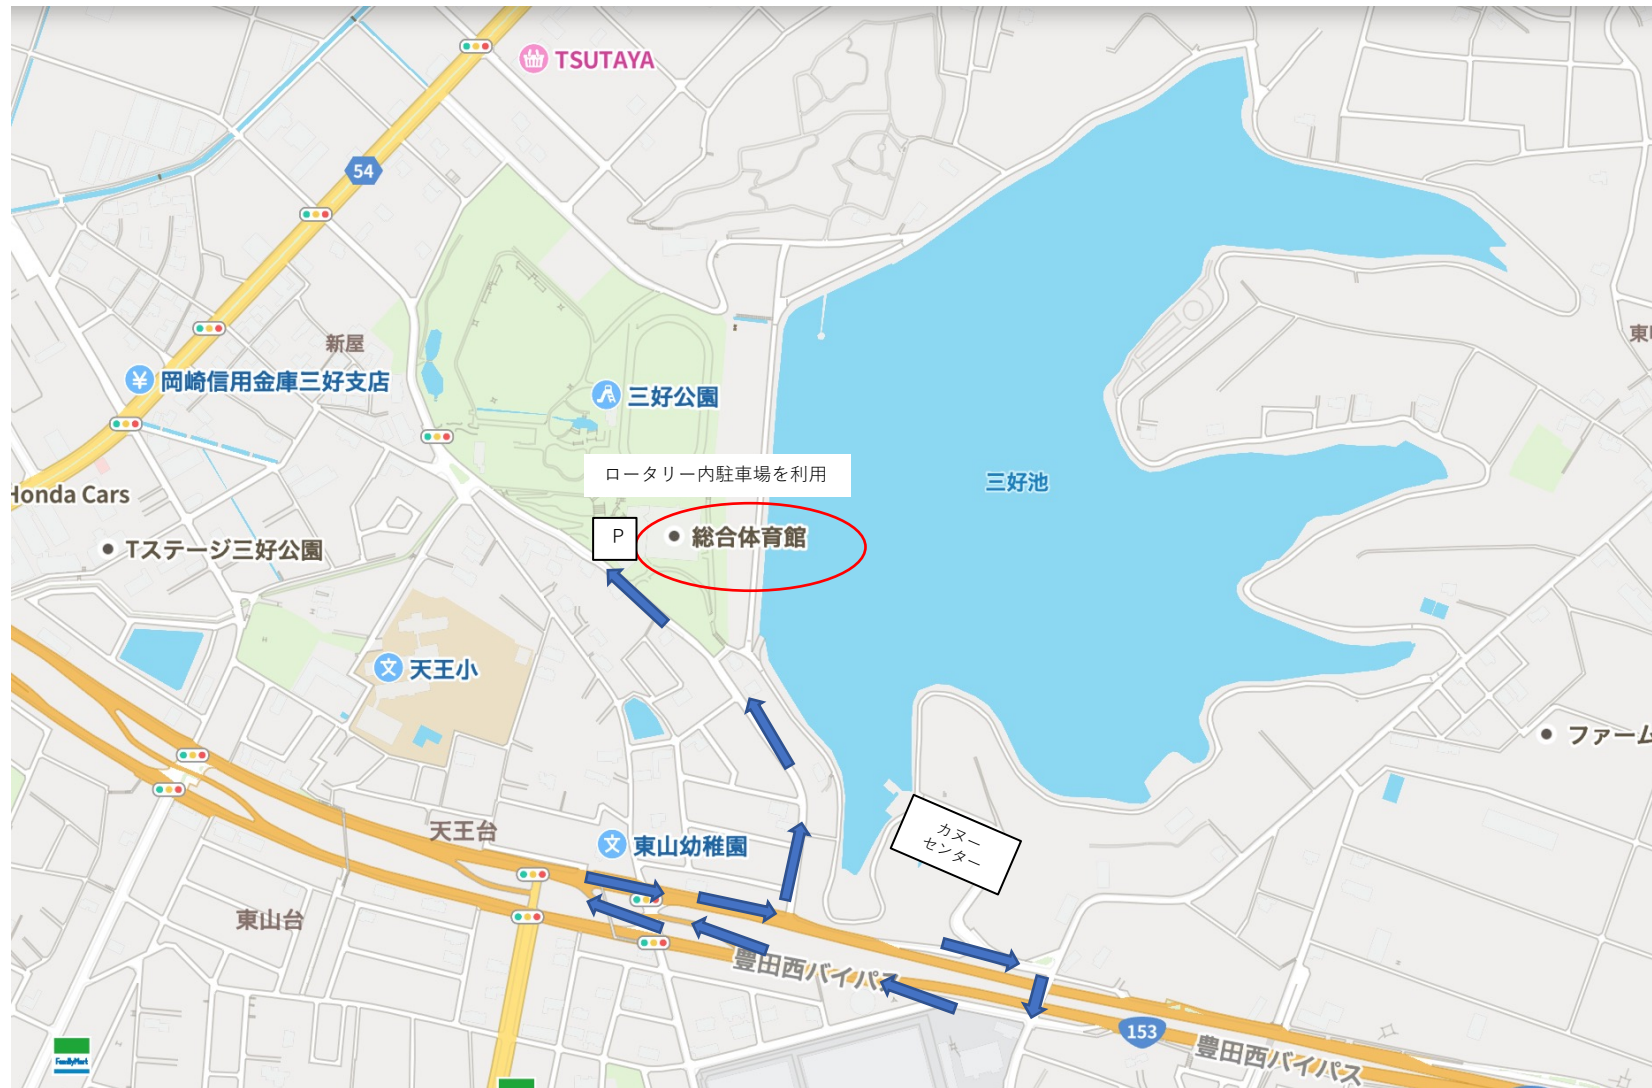 TSUTAYA
54
新屋
岡崎信用金庫三好支店
三好公園
ロータリー内駐車場を利用
三好池
Honda Cars
P
総合体育館
Tステージ三好公園
天王小
ファーム
カヌー
センター
天王台
東山幼稚園
東山台
豊田西バイパス
153
豊田西バイパス
FamilyMart